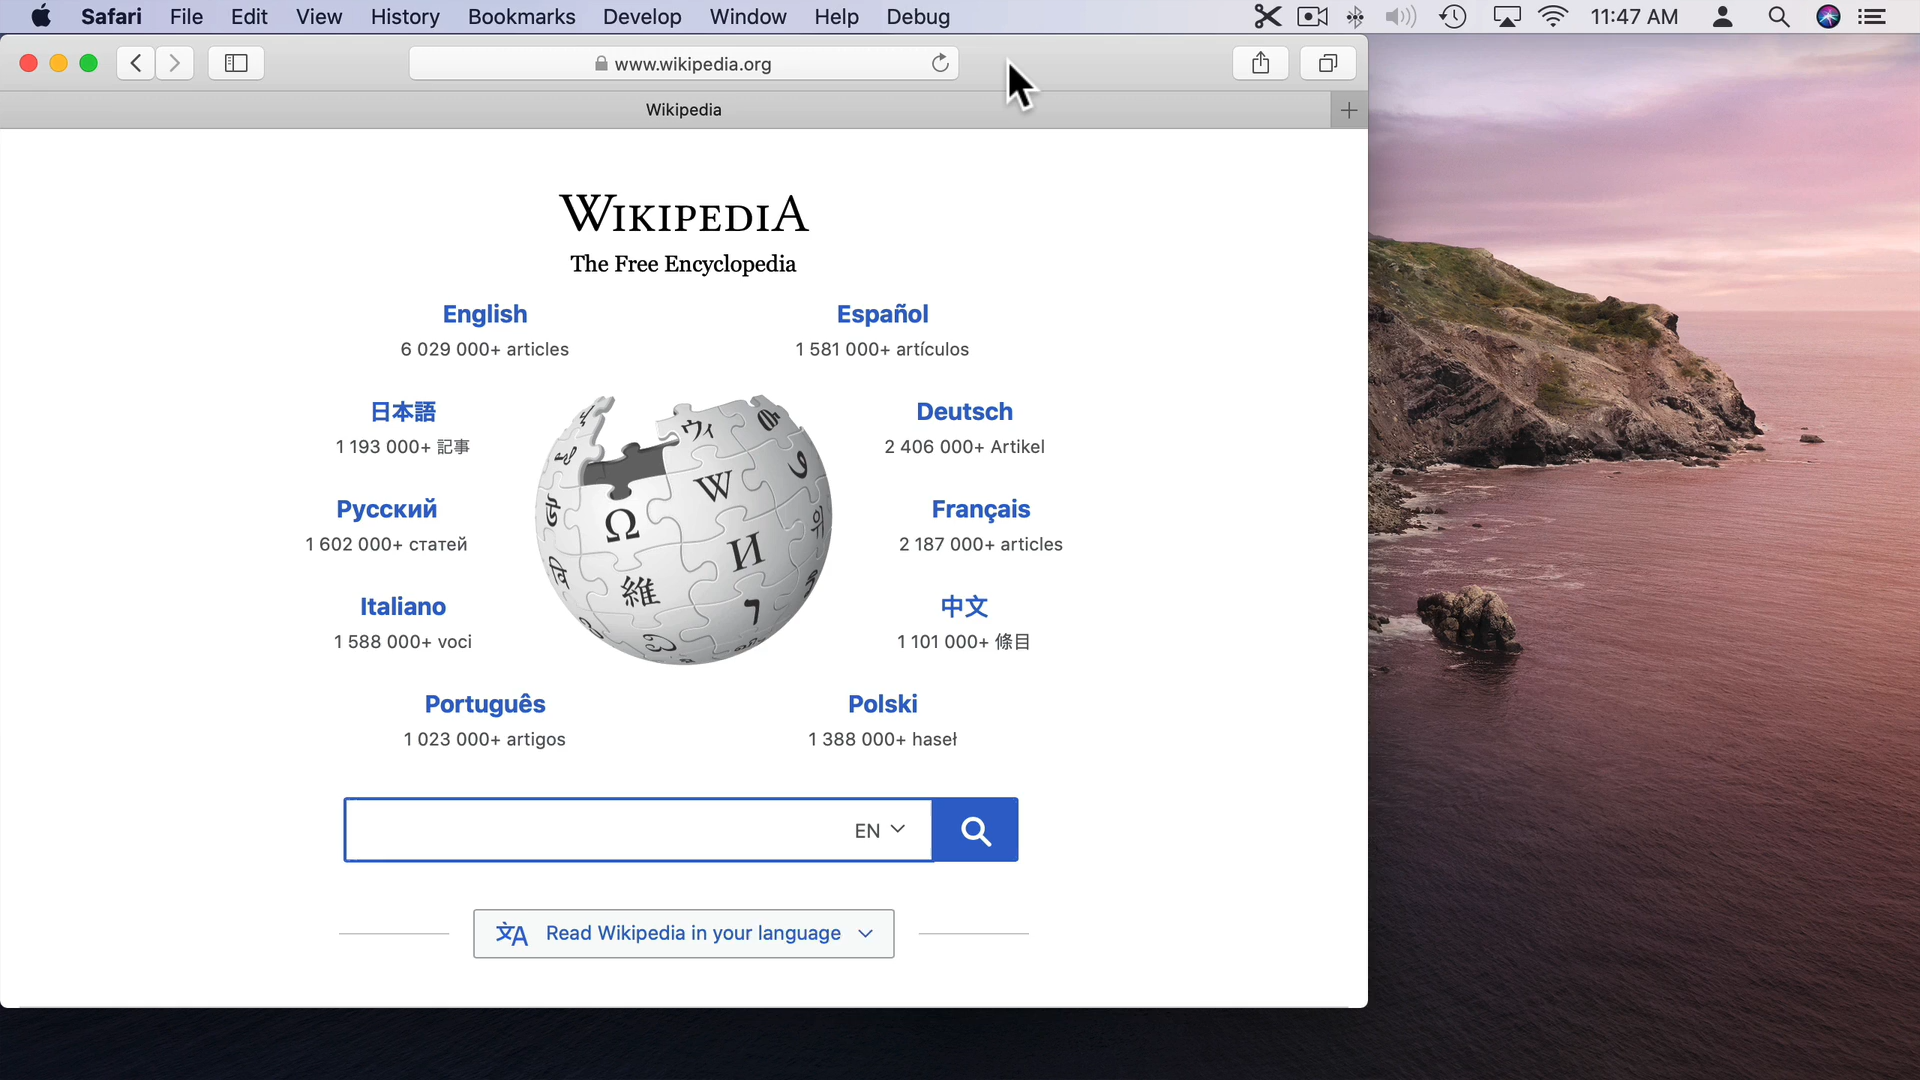 Safari File Edit View History Bookmarks Develop Window Help Debug 11:47 AM
www.wikipedia.org
Wikipedia
WIKIPEDIA
The Free Encyclopedia
English
6 029 000+ articles
Español
1 581 000+ artículos
日本語
1 193 000+ 記事
Deutsch
2 406 000+ Artikel
Русский
1 602 000+ статей
Français
2 187 000+ articles
Italiano
1 588 000+ voci
中文
1 101 000+ 條目
Português
1 023 000+ artigos
Polski
1 388 000+ haseł
Ω
W
И
維
ウィ
EN
Read Wikipedia in your language